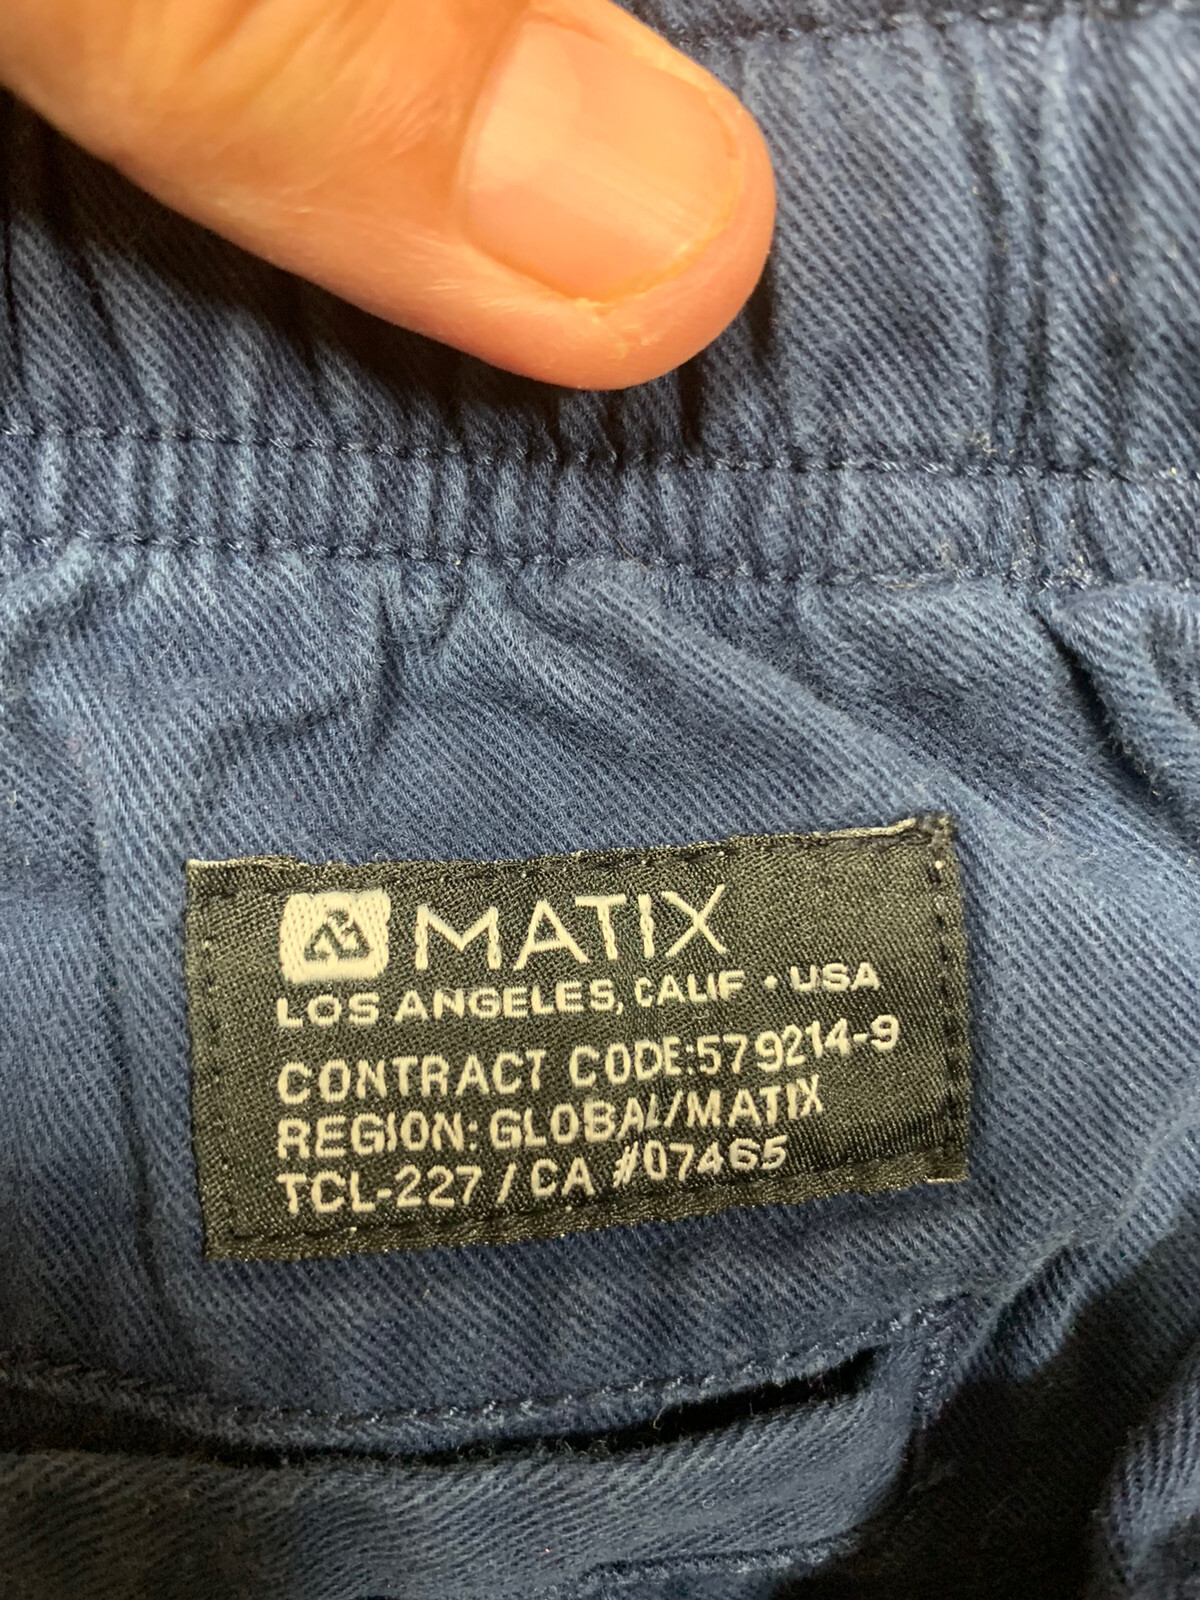 MATIX
LOS ANGELES, CALIF • USA
CONTRACT CODE:579214-9
REGION: GLOBAL/MATIX
TCL-227 / CA #07465